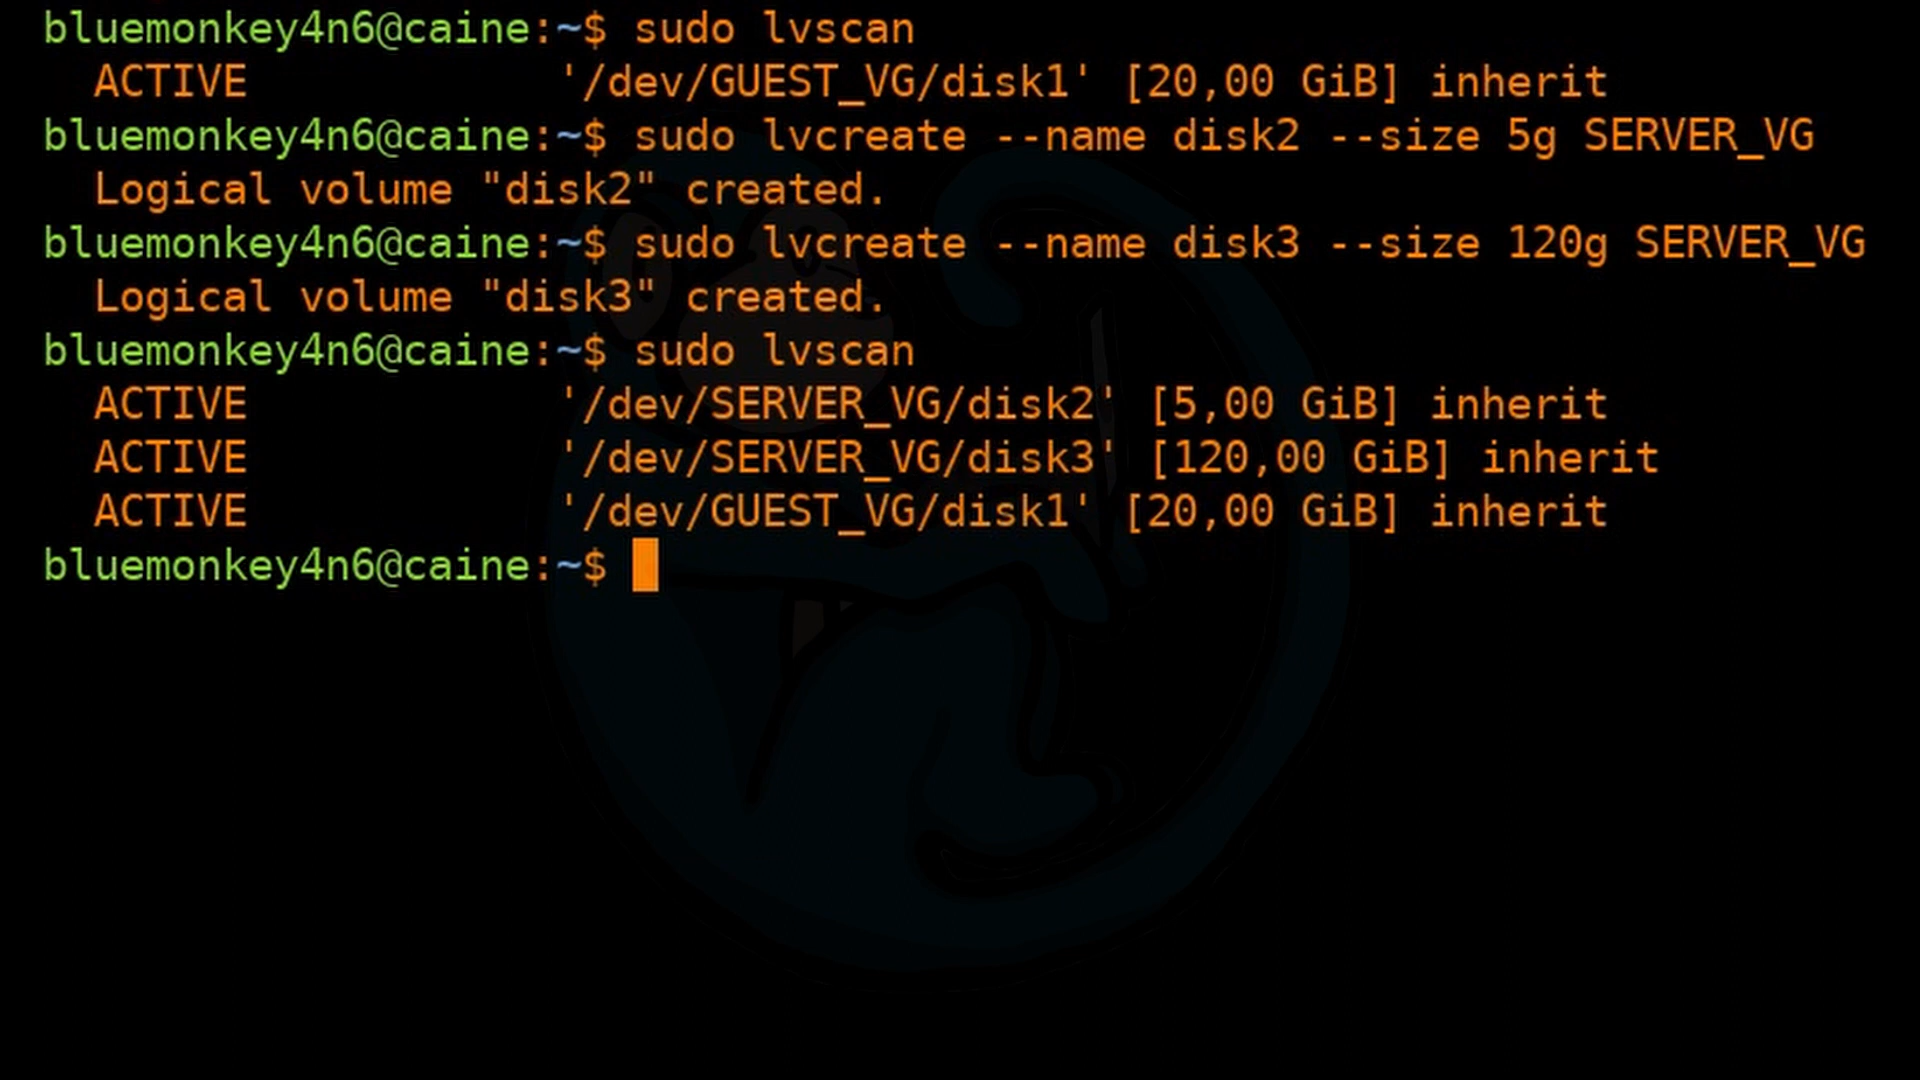 bluemonkey4n6@caine:~$ sudo lvscan
  ACTIVE            '/dev/GUEST_VG/disk1' [20,00 GiB] inherit
bluemonkey4n6@caine:~$ sudo lvcreate --name disk2 --size 5g SERVER_VG
  Logical volume "disk2" created.
bluemonkey4n6@caine:~$ sudo lvcreate --name disk3 --size 120g SERVER_VG
  Logical volume "disk3" created.
bluemonkey4n6@caine:~$ sudo lvscan
  ACTIVE            '/dev/SERVER_VG/disk2' [5,00 GiB] inherit
  ACTIVE            '/dev/SERVER_VG/disk3' [120,00 GiB] inherit
  ACTIVE            '/dev/GUEST_VG/disk1' [20,00 GiB] inherit
bluemonkey4n6@caine:~$